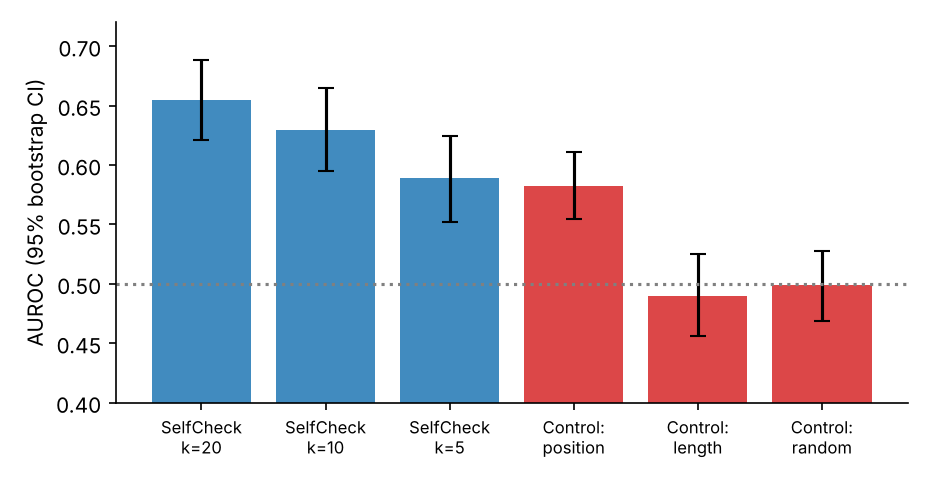 AUROC (95% bootstrap CI)
0.70
0.65
0.60
0.55
0.50
0.45
0.40
SelfCheck
k=20
SelfCheck
k=10
SelfCheck
k=5
Control:
position
Control:
length
Control:
random